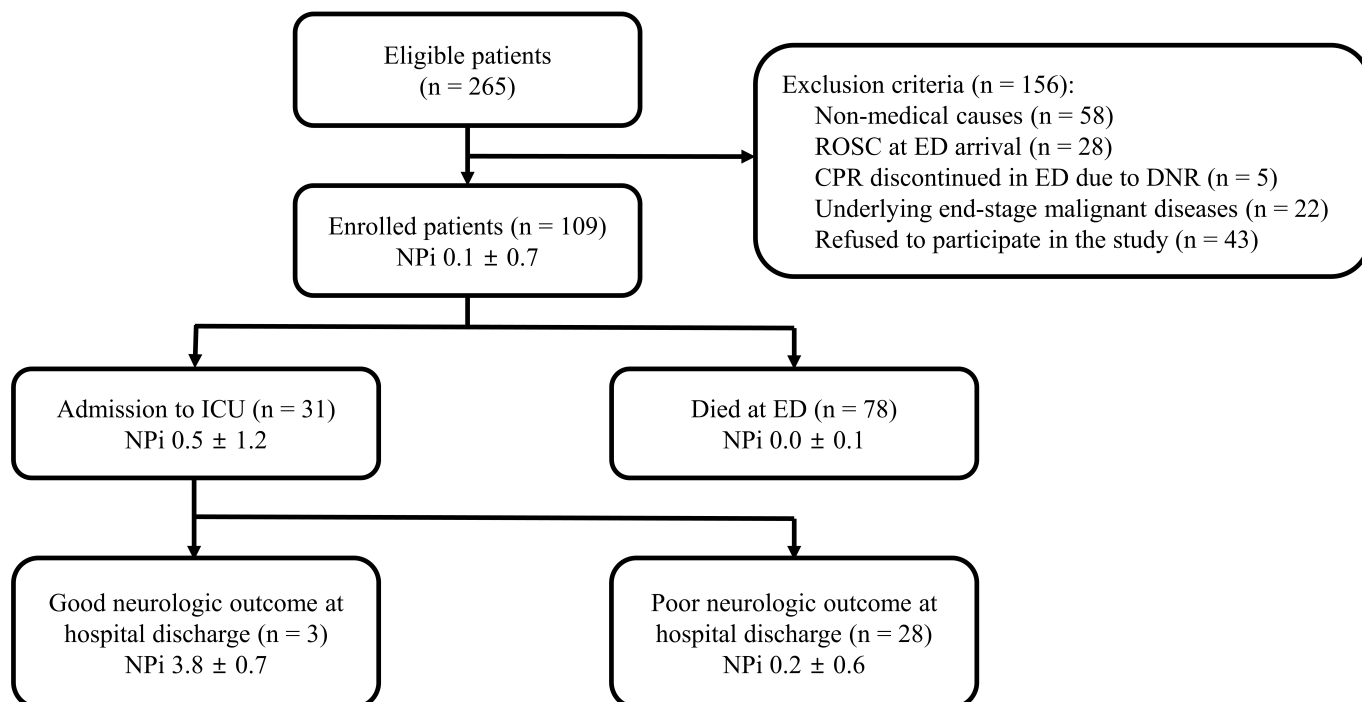 Eligible patients
(n = 265)
Exclusion criteria (n = 156):
Non-medical causes (n = 58)
ROSC at ED arrival (n = 28)
CPR discontinued in ED due to DNR (n = 5)
Underlying end-stage malignant diseases (n = 22)
Refused to participate in the study (n = 43)
Enrolled patients (n = 109)
NPi 0.1 ± 0.7
Admission to ICU (n = 31)
NPi 0.5 ± 1.2
Died at ED (n = 78)
NPi 0.0 ± 0.1
Good neurologic outcome at
hospital discharge (n = 3)
NPi 3.8 ± 0.7
Poor neurologic outcome at
hospital discharge (n = 28)
NPi 0.2 ± 0.6